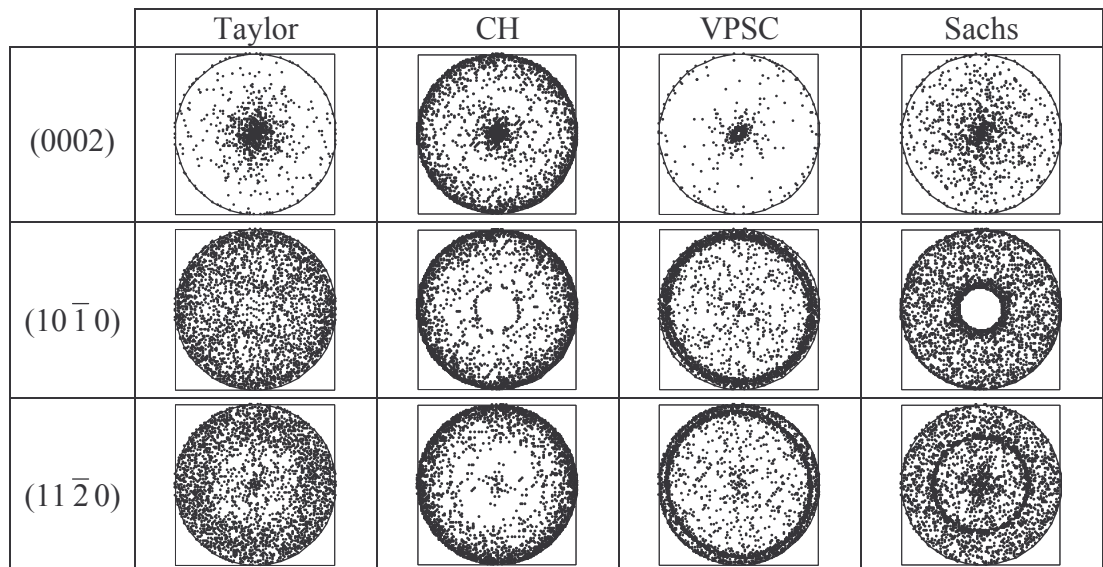 Taylor CH VPSC Sachs
(0002)
(10 1̅ 0)
(11 2̅ 0)